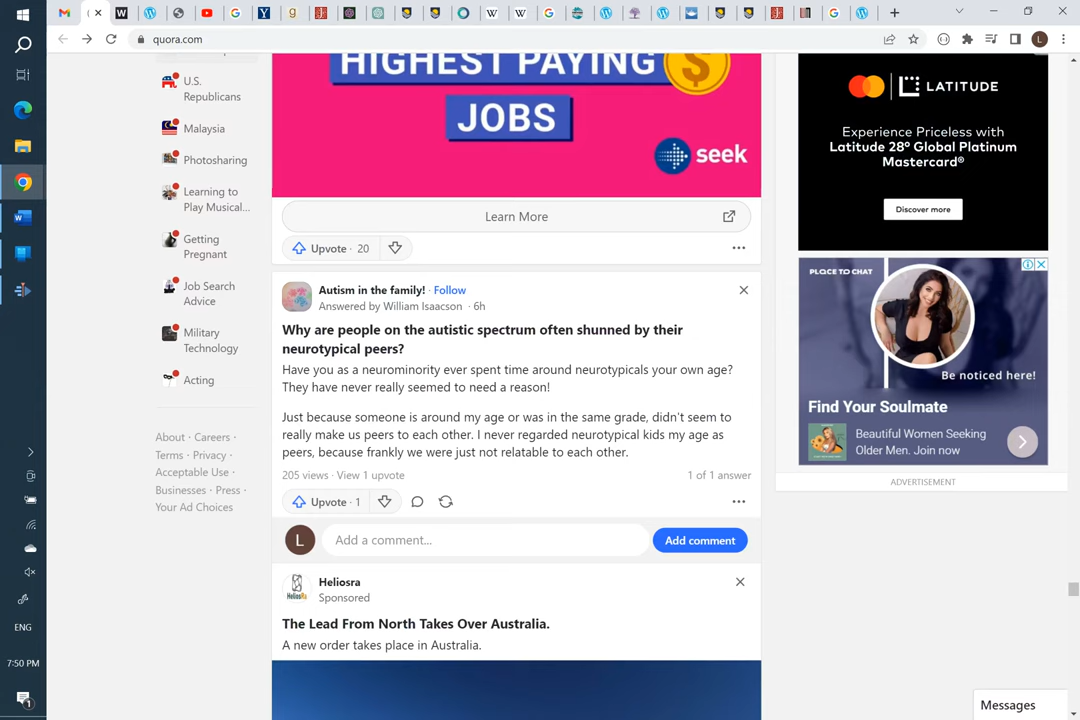 quora.com
U.S.
Republicans
Malaysia
Photosharing
Learning to
Play Musical...
Getting
Pregnant
Job Search
Advice
Military
Technology
Acting
About · Careers ·
Terms · Privacy ·
Acceptable Use ·
Businesses · Press ·
Your Ad Choices
HIGHEST PAYING
JOBS
seek
Learn More
Upvote · 20
Autism in the family! · Follow
Answered by William Isaacson · 6h
Why are people on the autistic spectrum often shunned by their
neurotypical peers?
Have you as a neurominority ever spent time around neurotypicals your own age?
They have never really seemed to need a reason!
Just because someone is around my age or was in the same grade, didn't seem to
really make us peers to each other. I never regarded neurotypical kids my age as
peers, because frankly we were just not relatable to each other.
205 views · View 1 upvote
1 of 1 answer
Upvote · 1
L
Add a comment...
Add comment
HeliosRa
Heliosra
Sponsored
The Lead From North Takes Over Australia.
A new order takes place in Australia.
LATITUDE
Experience Priceless with
Latitude 28° Global Platinum
Mastercard®
Discover more
PLACE TO CHAT
Be noticed here!
Find Your Soulmate
Beautiful Women Seeking
Older Men. Join now
ADVERTISEMENT
Messages
L
ENG
7:50 PM
1